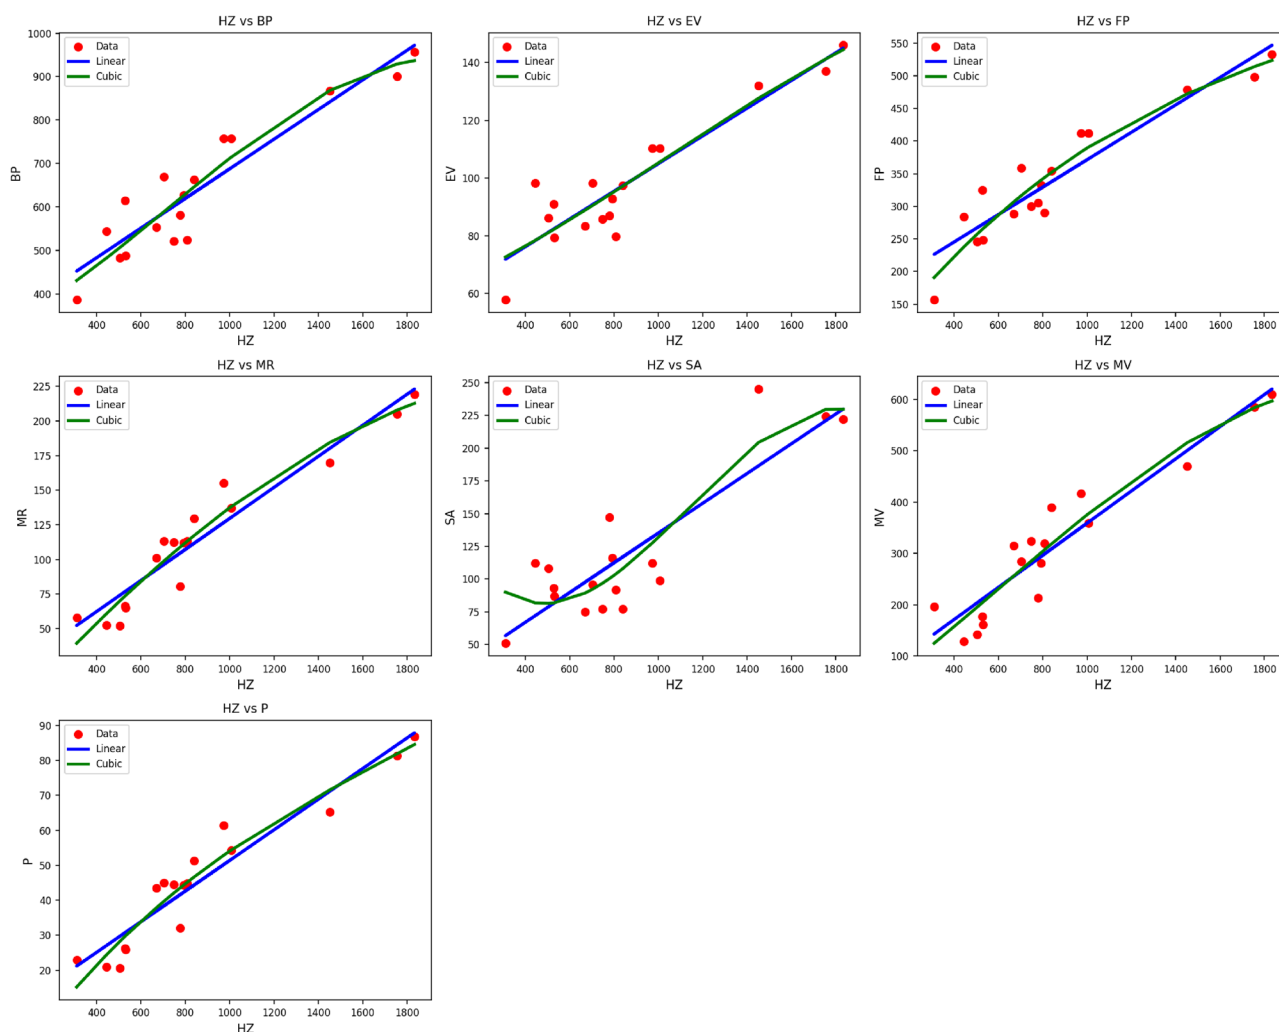 HZ vs BP
Data
Linear
Cubic
BP
1000
900
800
700
600
500
400
400 600 800 1000 1200 1400 1600 1800
HZ
HZ vs EV
Data
Linear
Cubic
EV
140
120
100
80
60
400 600 800 1000 1200 1400 1600 1800
HZ
HZ vs FP
Data
Linear
Cubic
FP
550
500
450
400
350
300
250
200
150
400 600 800 1000 1200 1400 1600 1800
HZ
HZ vs MR
Data
Linear
Cubic
MR
225
200
175
150
125
100
75
50
400 600 800 1000 1200 1400 1600 1800
HZ
HZ vs SA
Data
Linear
Cubic
SA
250
225
200
175
150
125
100
75
50
400 600 800 1000 1200 1400 1600 1800
HZ
HZ vs MV
Data
Linear
Cubic
MV
600
500
400
300
200
100
400 600 800 1000 1200 1400 1600 1800
HZ
HZ vs P
Data
Linear
Cubic
P
90
80
70
60
50
40
30
20
400 600 800 1000 1200 1400 1600 1800
HZ